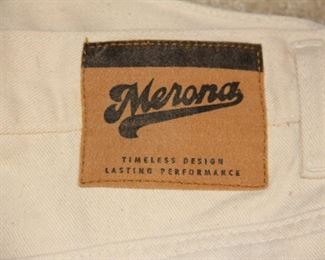 Merona
TIMELESS DESIGN
LASTING PERFORMANCE